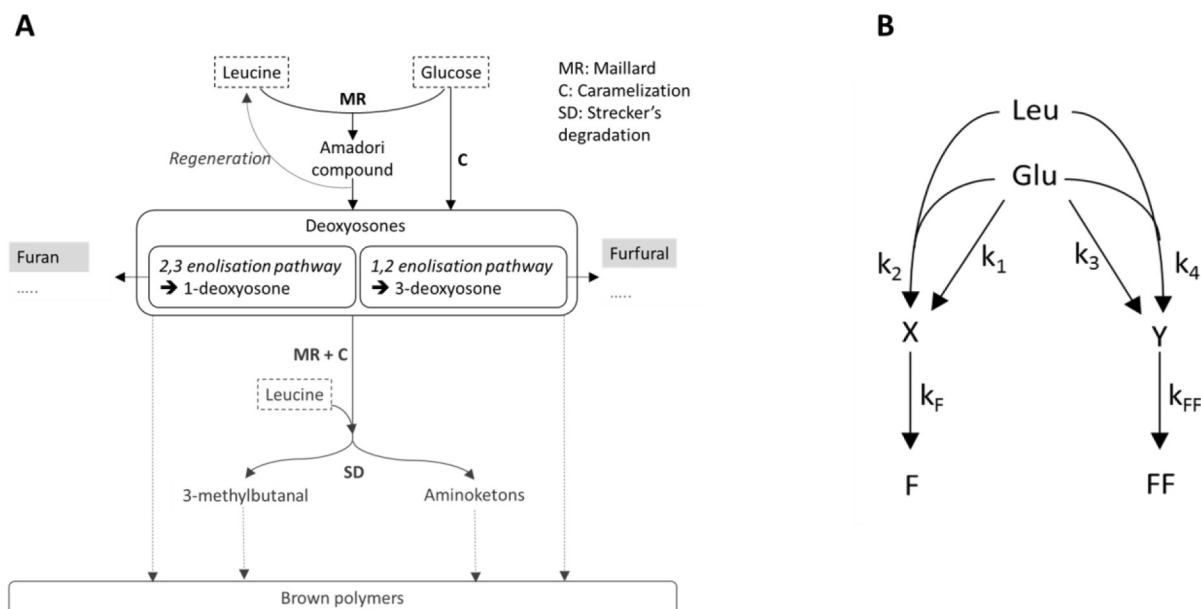 A
B
Leucine
Glucose
MR: Maillard
C: Caramelization
SD: Strecker's
degradation
MR
Regeneration
Amadori
compound
C
Deoxyosones
Furan
.....
2,3 enolisation pathway
➔ 1-deoxyosone
1,2 enolisation pathway
➔ 3-deoxyosone
Furfural
.....
MR + C
Leucine
SD
3-methylbutanal
Aminoketons
Brown polymers
Leu
Glu
k2
k1
k3
k4
X
Y
kF
kFF
F
FF